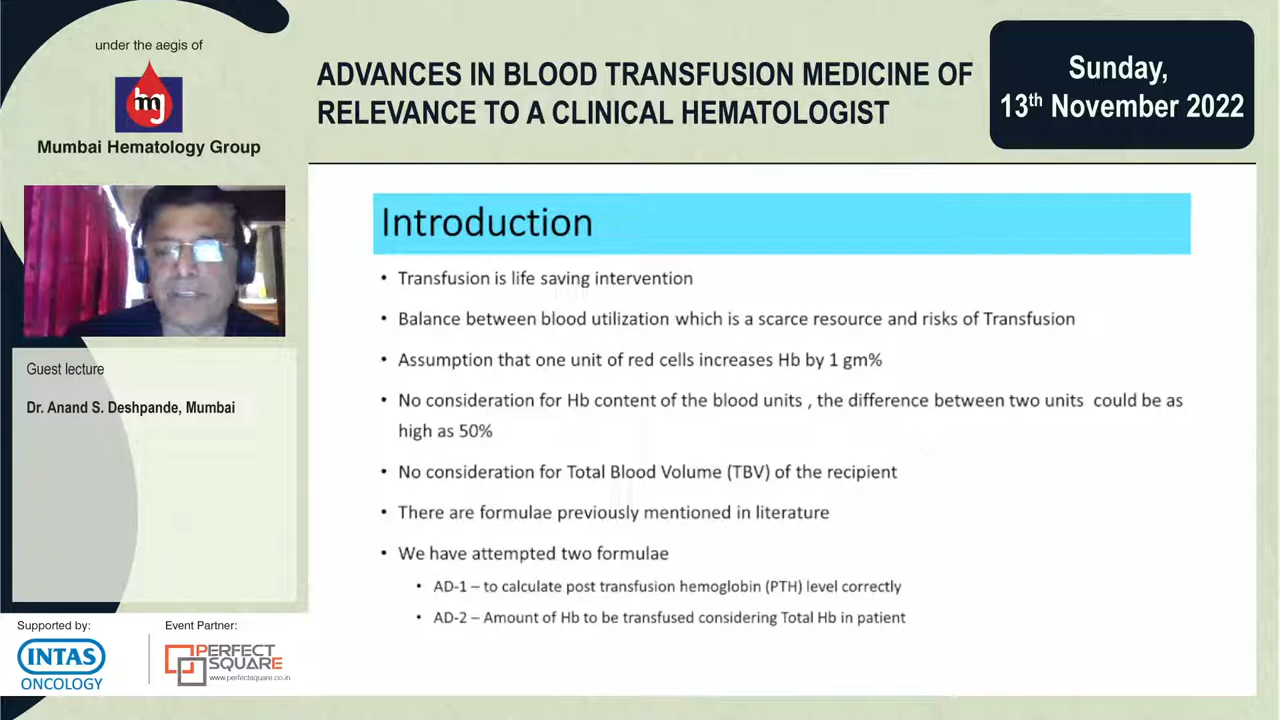 under the aegis of
mg
Mumbai Hematology Group
ADVANCES IN BLOOD TRANSFUSION MEDICINE OF
RELEVANCE TO A CLINICAL HEMATOLOGIST
Sunday,
13th November 2022
Guest lecture
Dr. Anand S. Deshpande, Mumbai
Introduction
• Transfusion is life saving intervention
• Balance between blood utilization which is a scarce resource and risks of Transfusion
• Assumption that one unit of red cells increases Hb by 1 gm%
• No consideration for Hb content of the blood units , the difference between two units could be as
high as 50%
• No consideration for Total Blood Volume (TBV) of the recipient
• There are formulae previously mentioned in literature
• We have attempted two formulae
• AD-1 – to calculate post transfusion hemoglobin (PTH) level correctly
• AD-2 – Amount of Hb to be transfused considering Total Hb in patient
Supported by:
INTAS
ONCOLOGY
Event Partner:
PERFECT
SQUARE
www.perfectsquare.co.in